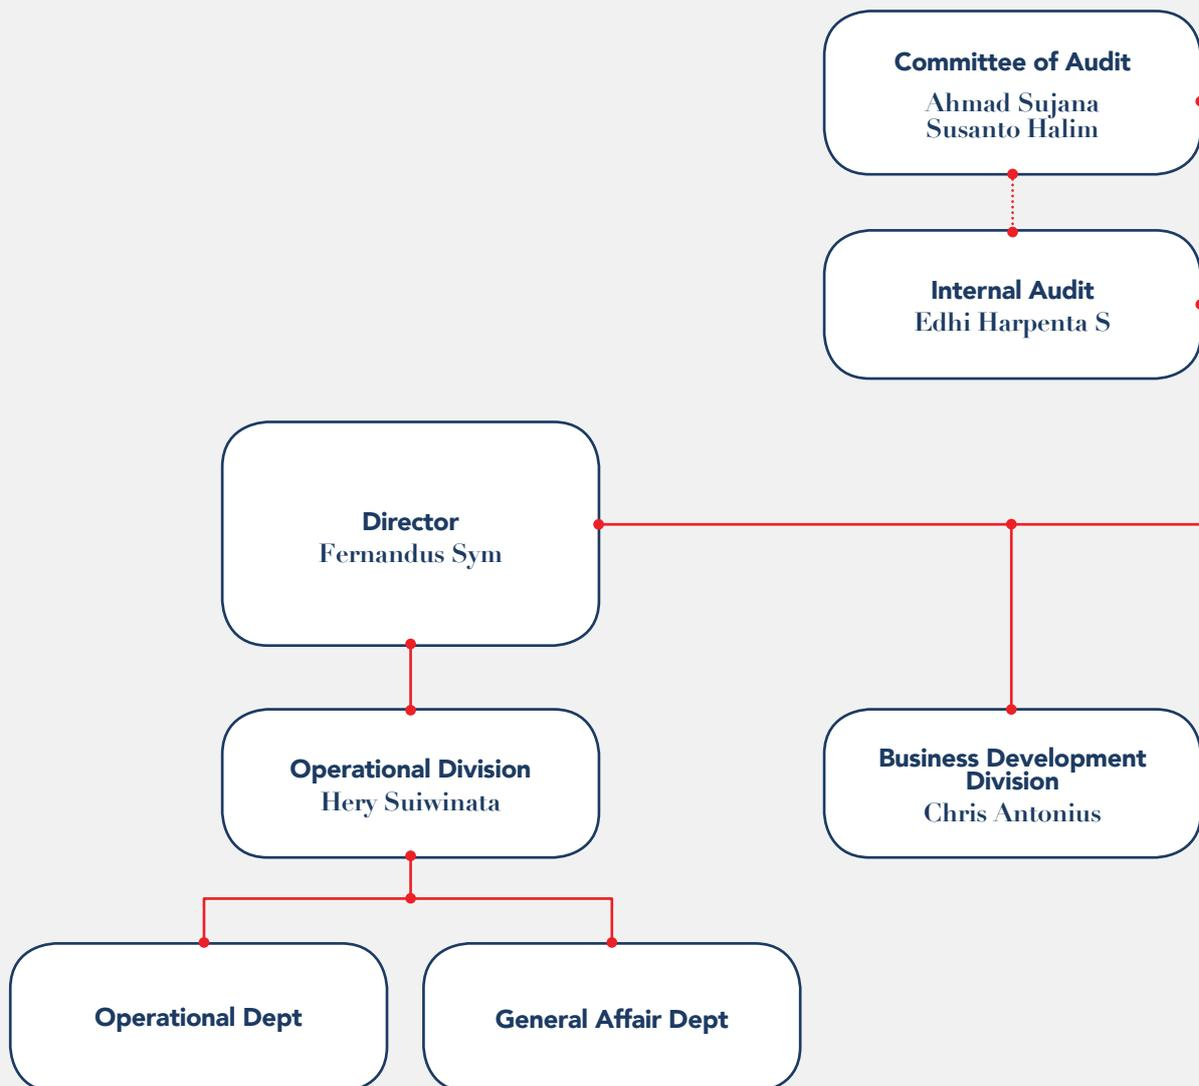 Committee of Audit
Ahmad Sujana
Susanto Halim
Internal Audit
Edhi Harpenta S
Director
Fernandus Sym
Operational Division
Hery Suiwinata
Business Development
Division
Chris Antonius
Operational Dept
General Affair Dept